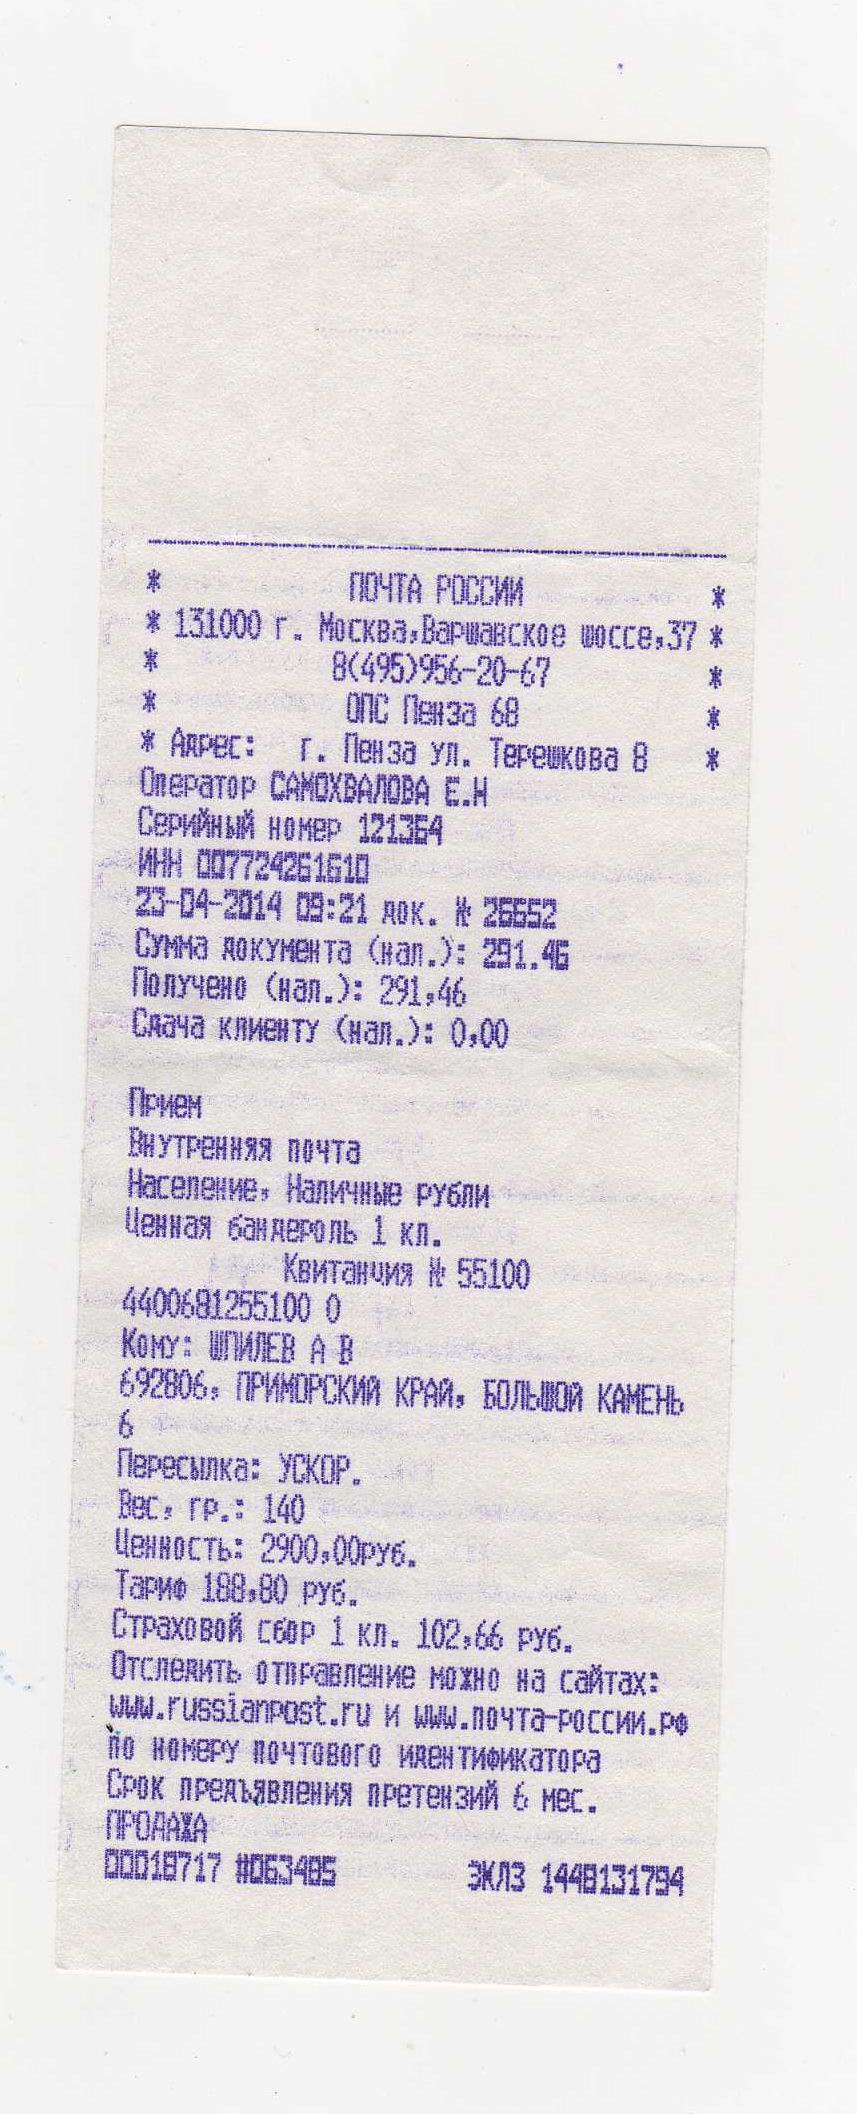 * ПОЧТА РОССИИ *
* 131000 г. Москва,Варшавское шоссе,37 *
* 8(495)956-20-67 *
* ОПС Пенза 68 *
* Адрес: г. Пенза ул. Терешкова 8 *
Оператор САМОХВАЛОВА Е.Н
Серийный номер 121364
ИНН 007724261610
23-04-2014 09:21 док. № 26652
Сумма документа (нал.): 291.46
Получено (нал.): 291,46
Сдача клиенту (нал.): 0,00
Прием
Внутренняя почта
Население, Наличные рубли
Ценная бандероль 1 кл.
Квитанция № 55100
4400681255100 0
Кому: ШПИЛЕВ А В
692806, ПРИМОРСКИЙ КРАЙ, БОЛЬШОЙ КАМЕНЬ
6
Пересылка: УСКОР.
Вес, гр.: 140
Ценность: 2900,00руб.
Тариф 188,80 руб.
Страховой сбор 1 кл. 102,66 руб.
Отследить отправление можно на сайтах:
www.russianpost.ru и www.почта-россии.рф
по номеру почтового идентификатора
Срок предъявления претензий 6 мес.
ПРОДАЖА
00018717 #063485 ЭКЛЗ 1448131794